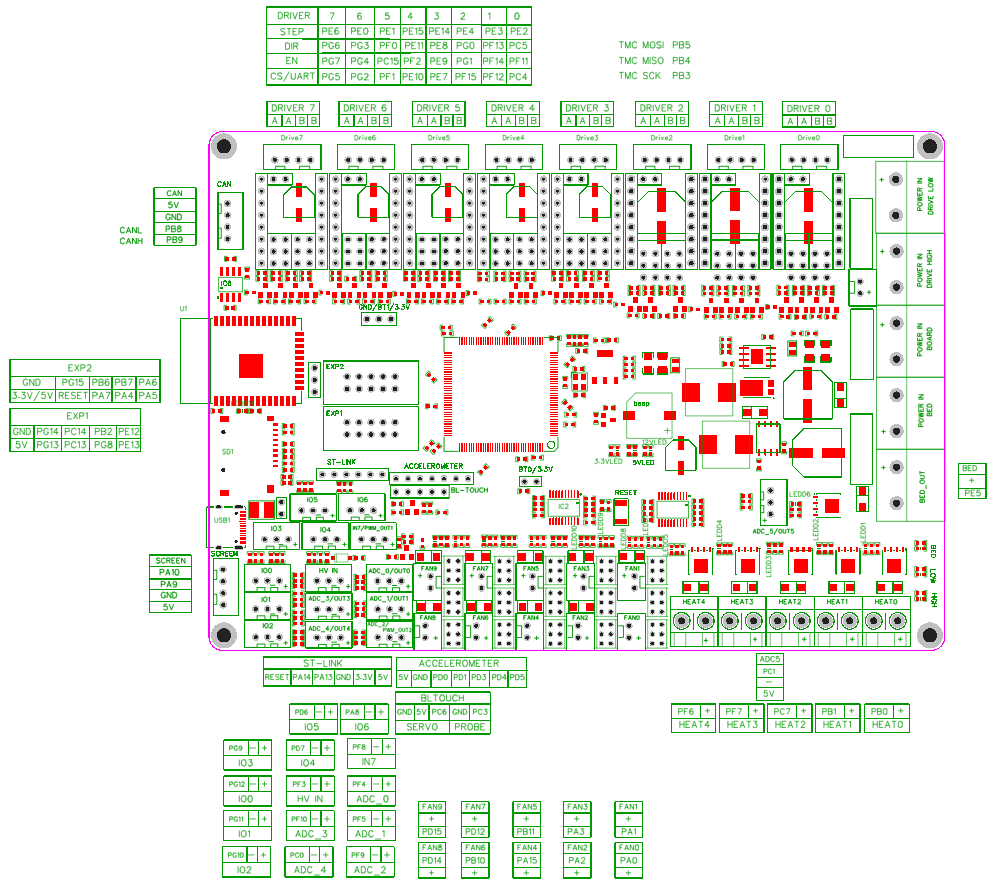 DRIVER 7 6 5 4 3 2 1 0
STEP PE6 PE0 PE1 PE15 PE14 PE4 PE3 PE2
DIR PG6 PG3 PF0 PE11 PE8 PG0 PF13 PC5
EN PG7 PG4 PC15 PF2 PE9 PG1 PF14 PF11
CS/UART PG5 PG2 PF1 PE10 PE7 PF15 PF12 PC4
TMC MOSI PB5
TMC MISO PB4
TMC SCK PB3
DRIVER 7 DRIVER 6 DRIVER 5 DRIVER 4 DRIVER 3 DRIVER 2 DRIVER 1 DRIVER 0
A A B B A A B B A A B B A A B B A A B B A A B B A A B B A A B B
Drive7 Drive6 Drive5 Drive4 Drive3 Drive2 Drive1 Drive0
CAN
5V
GND
CANL PB8
CANH PB9
CAN
POWER IN
DRIVE LOW
POWER IN
DRIVE HIGH
POWER IN
BOARD
POWER IN
BED
BED_OUT
BED
+
PE5
U1
GND/BT1/3.3V
EXP2
GND PG15 PB6 PB7 PA6
3.3V/5V RESET PA7 PA4 PA5
EXP1
GND PG14 PC14 PB2 PE12
5V PG13 PC13 PG8 PE13
EXP2
EXP1
beep
12VLED
3.3VLED
5VLED
SD1
ST-LINK
ACCELEROMETER
BL-TOUCH
BT0/3.3V
IC2
RESET
LEDD6
LEDD4
LEDD2
LEDD1
ADC_5/OUT5
USB1
IO5 IO6
IO3 IO4 IN7/PWM_OUT1
SCREEN
IO0 HV IN ADC_0/OUT0
IO1 ADC_3/OUT3 ADC_1/OUT1
IO2 ADC_4/OUT4 PWM_OUT2
FAN9 FAN7 FAN5 FAN3 FAN1
FAN8 FAN6 FAN4 FAN2 FAN0
HEAT4 HEAT3 HEAT2 HEAT1 HEAT0
BED
LOW
HIGH
SCREEN
PA10
PA9
GND
5V
ST-LINK
RESET PA14 PA13 GND 3.3V 5V
ACCELEROMETER
5V GND PD0 PD1 PD3 PD4 PD5
BLTOUCH
GND 5V PC6 GND PC3
SERVO PROBE
ADC5
PC1
-
5V
PF6 + PF7 + PC7 + PB1 + PB0 +
HEAT4 HEAT3 HEAT2 HEAT1 HEAT0
PD6 - + PA8 - +
IO5 IO6
PG9 - + PD7 - + PF8 - +
IO3 IO4 IN7
PG12 - + PF3 - + PF4 - +
IO0 HV IN ADC_0
PG11 - + PF10 - + PF5 - +
IO1 ADC_3 ADC_1
PG10 - + PC0 - + PF9 - +
IO2 ADC_4 ADC_2
FAN9 FAN7 FAN5 FAN3 FAN1
+ + + + +
PD15 PD12 PB11 PA3 PA1
FAN8 FAN6 FAN4 FAN2 FAN0
PD14 PB10 PA15 PA2 PA0
+ + + + +